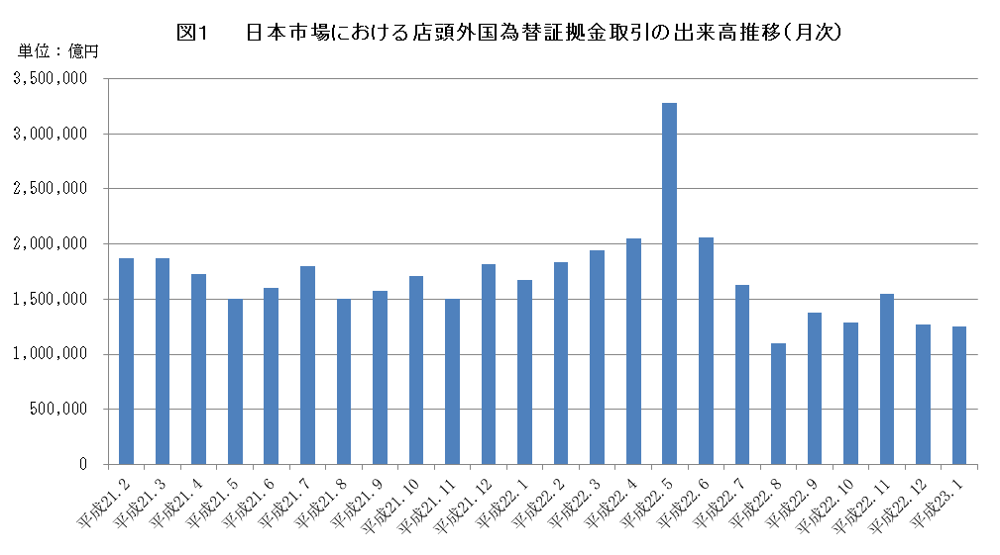 図1　日本市場における店頭外国為替証拠金取引の出来高推移(月次)
単位：億円
3,500,000
3,000,000
2,500,000
2,000,000
1,500,000
1,000,000
500,000
0
平成21.2
平成21.3
平成21.4
平成21.5
平成21.6
平成21.7
平成21.8
平成21.9
平成21.10
平成21.11
平成21.12
平成22.1
平成22.2
平成22.3
平成22.4
平成22.5
平成22.6
平成22.7
平成22.8
平成22.9
平成22.10
平成22.11
平成22.12
平成23.1